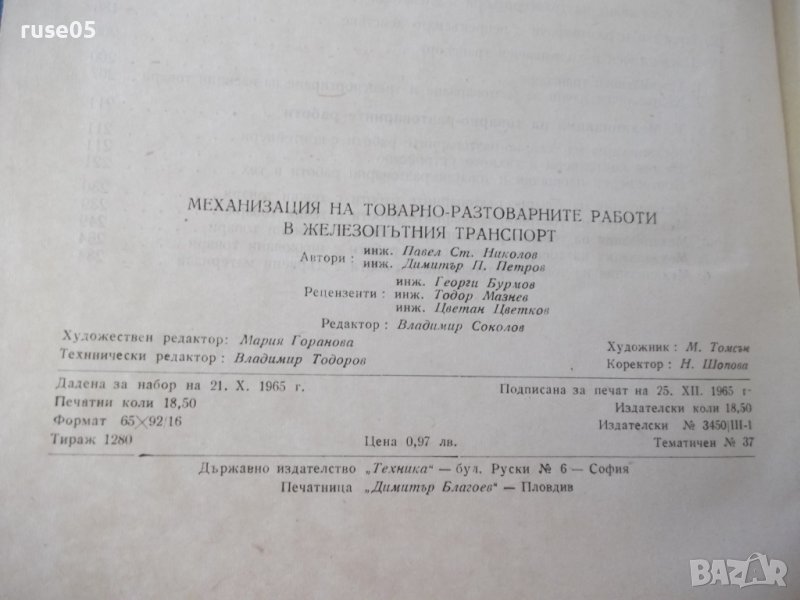 ruse05
МЕХАНИЗАЦИЯ НА ТОВАРНО-РАЗТОВАРНИТЕ РАБОТИ
В ЖЕЛЕЗОПЪТНИЯ ТРАНСПОРТ
Автори: инж. Павел Ст. Николов
инж. Димитър П. Петров
инж. Георги Бурмов
Рецензенти: инж. Тодор Мазнев
инж. Цветан Цветков
Редактор: Владимир Соколов
Художествен редактор: Мария Горанова Художник: М. Томсън
Технически редактор: Владимир Тодоров Коректор: Н. Шопова
Дадена за набор на 21. X. 1965 г. Подписана за печат на 25. XII. 1965 г
Печатни коли 18,50 Издателски коли 18,50
Формат 65×92/16 Издателски № 3450|III-1
Тираж 1280 Цена 0,97 лв. Тематичен № 37
Държавно издателство „Техника“ — бул. Руски № 6 — София
Печатница „Димитър Благоев“ — Пловдив
BAZAR